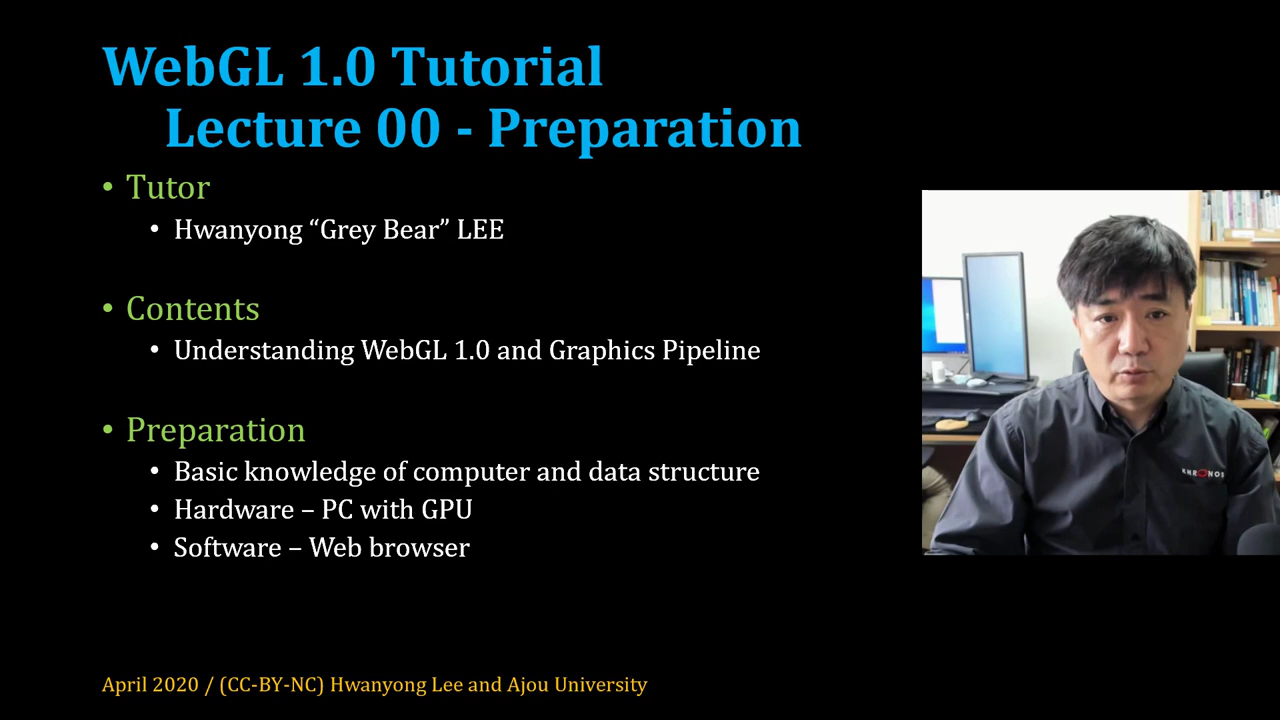 WebGL 1.0 Tutorial
Lecture 00 - Preparation
• Tutor
• Hwanyong “Grey Bear” LEE
• Contents
• Understanding WebGL 1.0 and Graphics Pipeline
• Preparation
• Basic knowledge of computer and data structure
• Hardware – PC with GPU
• Software – Web browser
KHRONOS
April 2020 / (CC-BY-NC) Hwanyong Lee and Ajou University